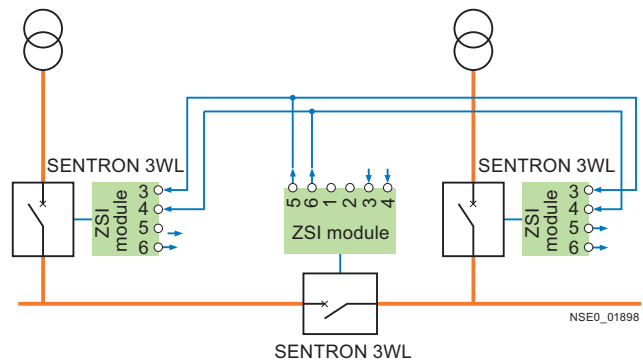 SENTRON 3WL
ZSI module
3
4
5
6
5 6 1 2 3 4
ZSI module
SENTRON 3WL
SENTRON 3WL
ZSI module
3
4
5
6
NSE0_01898